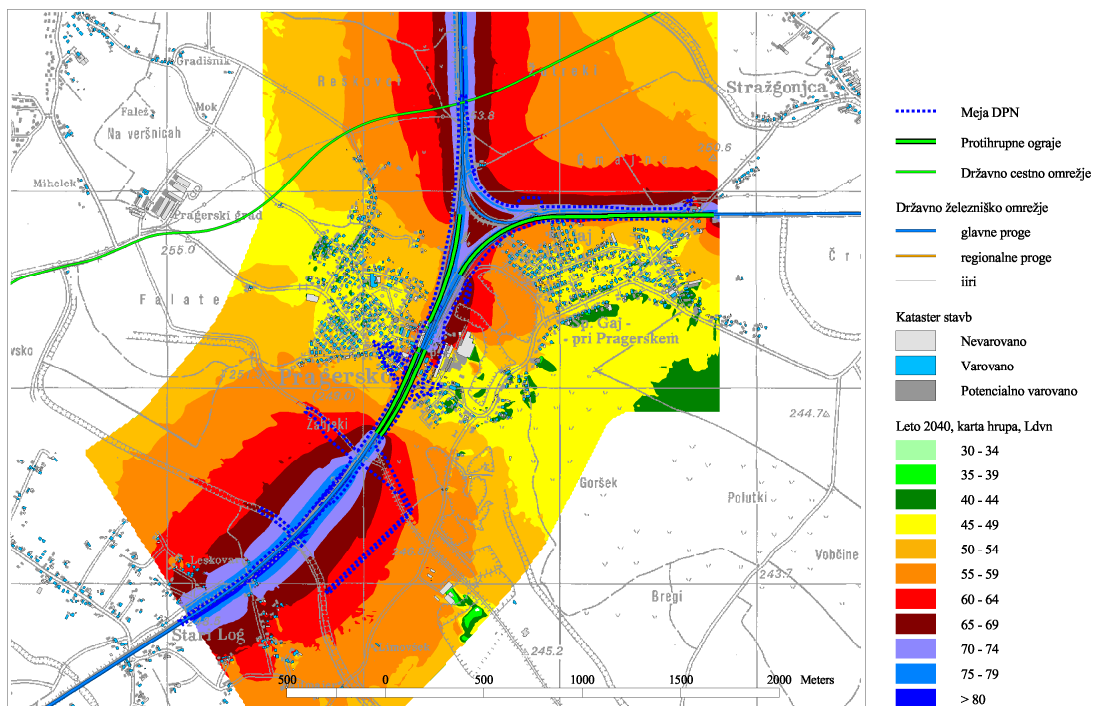 Gradišnik
Stražgonjca
Faleš
Mok
Na veršnicah
Mihelek
Pragerski grad
255.0
Falate
Pragersko
Sp. Gaj -
- pri Pragerskem
244.7
Goršek
Polutki
Vobčine
243.7
Bregi
245.2
Stari Log
500
0
500
1000
1500
2000
Meters
Meja DPN
Protihrupne ograje
Državno cestno omrežje
Državno železniško omrežje
glavne proge
regionalne proge
iiri
Kataster stavb
Nevarovano
Varovano
Potencialno varovano
Leto 2040, karta hrupa, Ldvn
30 - 34
35 - 39
40 - 44
45 - 49
50 - 54
55 - 59
60 - 64
65 - 69
70 - 74
75 - 79
> 80